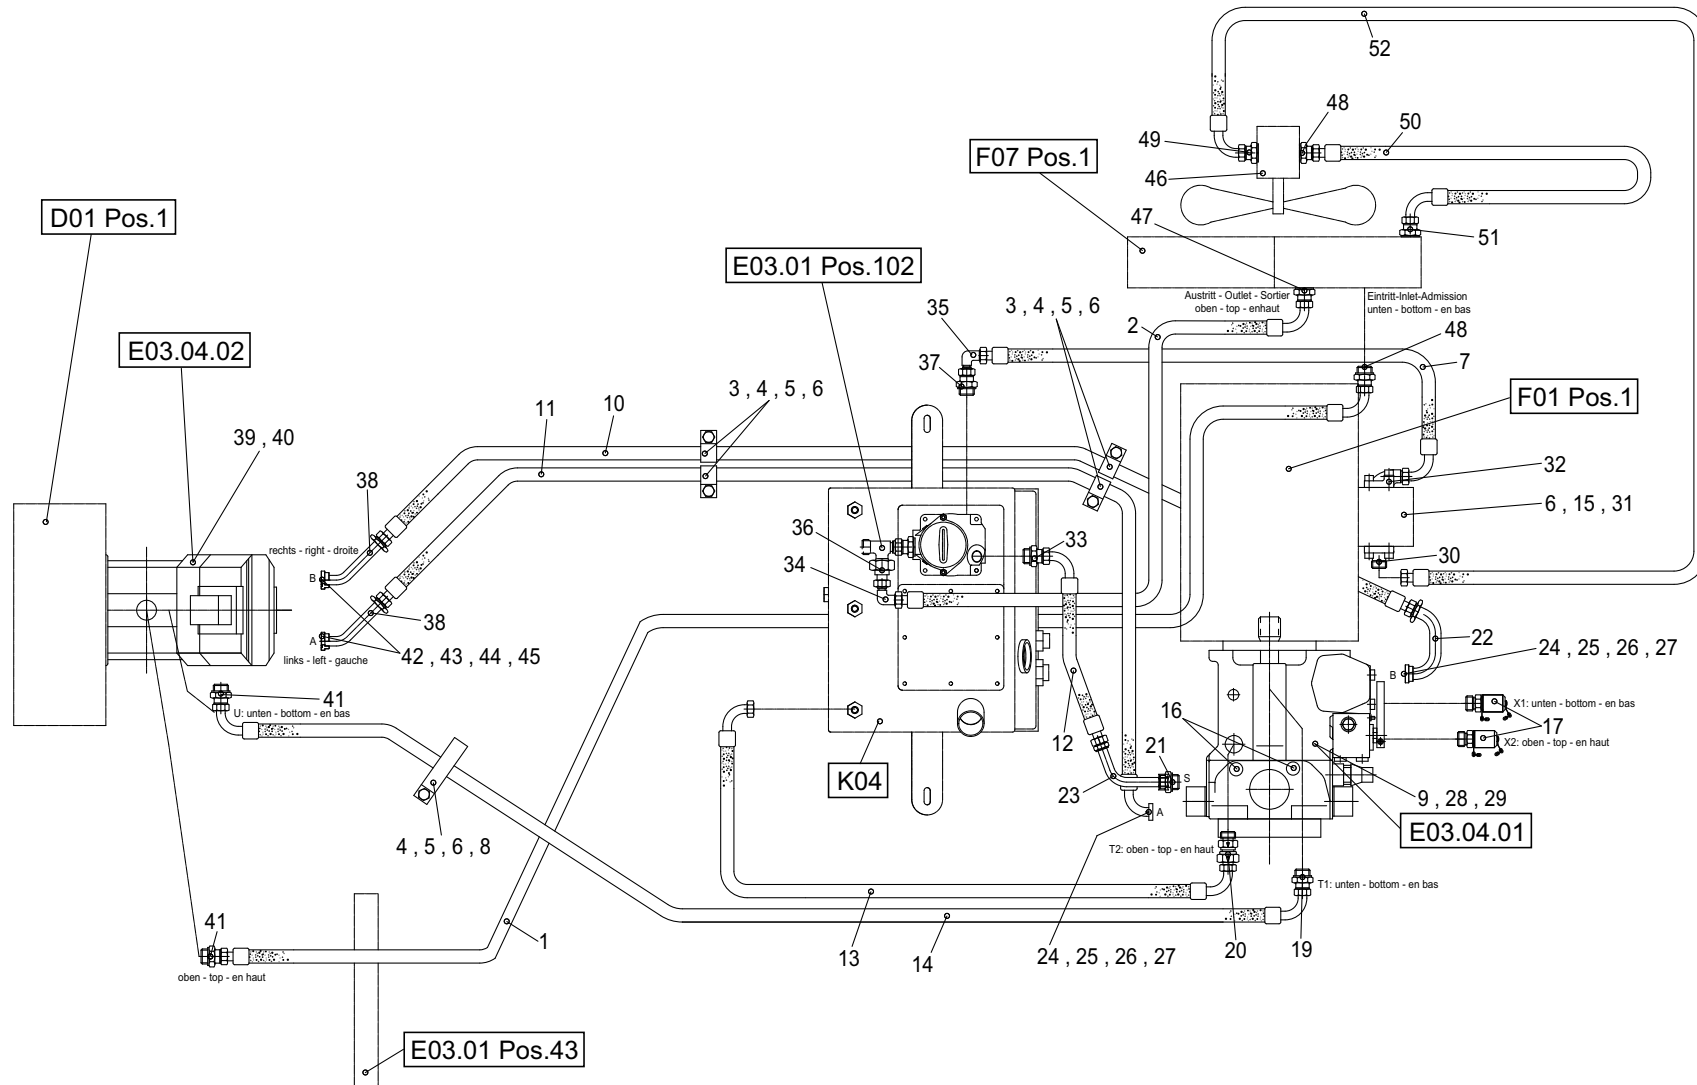 52
48
50
49
F07 Pos.1
46
D01 Pos.1
47
51
E03.01 Pos.102
Austritt - Outlet - Sortier
oben - top - enhaut
Eintritt-Inlet-Admission
unten - bottom - en bas
35
3 , 4 , 5 , 6
2
E03.04.02
48
37
7
3 , 4 , 5 , 6
F01 Pos.1
11
10
39 , 40
32
38
6 , 15 , 31
36
33
rechts - right - droite
30
34
B
38
A
22
42 , 43 , 44 , 45
links - left - gauche
24 , 25 , 26 , 27
B
41
X1: unten - bottom - en bas
U: unten - bottom - en bas
16
17
12
X2: oben - top - en haut
21
S
K04
23
9 , 28 , 29
A
E03.04.01
4 , 5 , 6 , 8
T2: oben - top - en haut
T1: unten - bottom - en bas
41
1
20
19
13
14
24 , 25 , 26 , 27
oben - top - en haut
E03.01 Pos.43